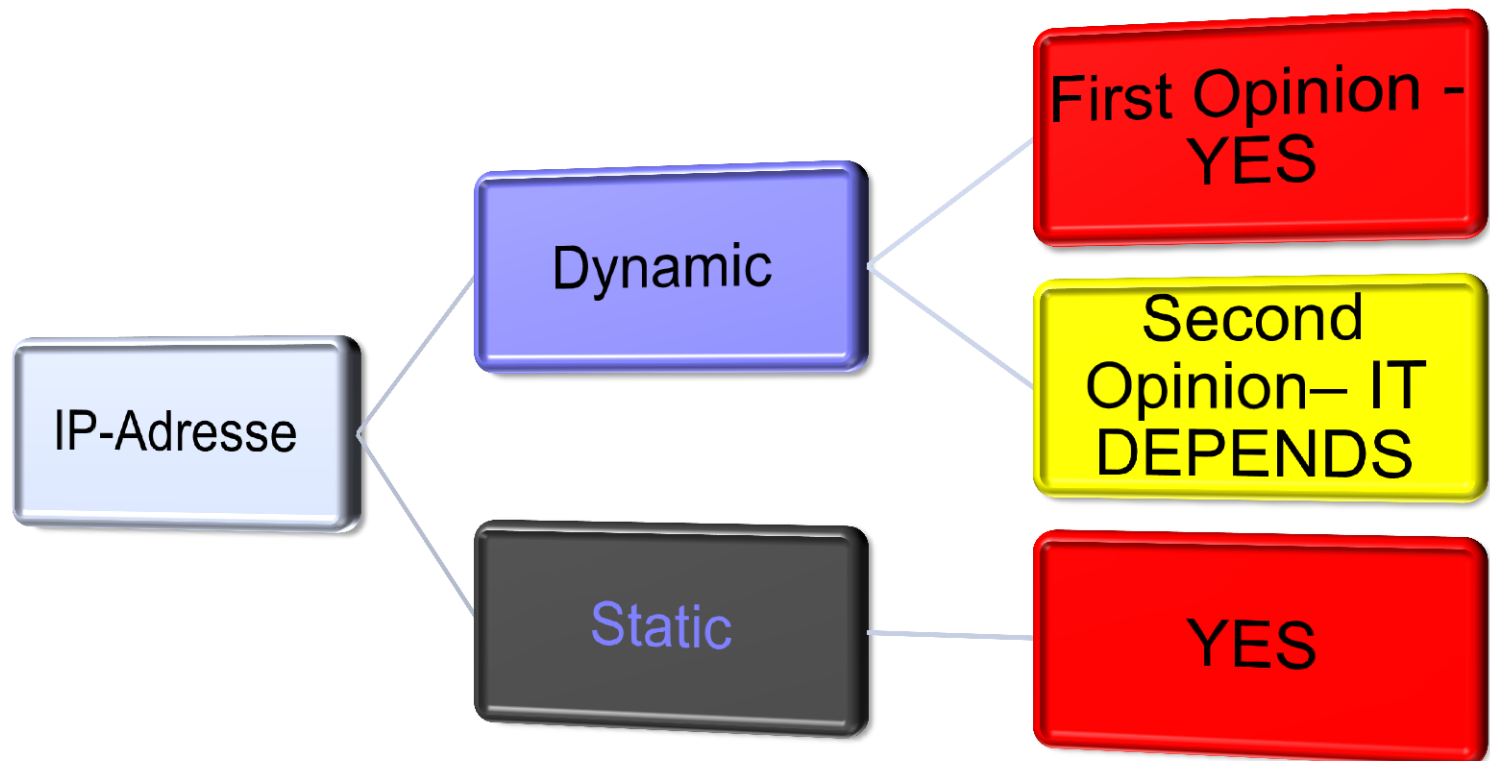 IP-Adresse
Dynamic
Static
First Opinion -
YES
Second
Opinion– IT
DEPENDS
YES